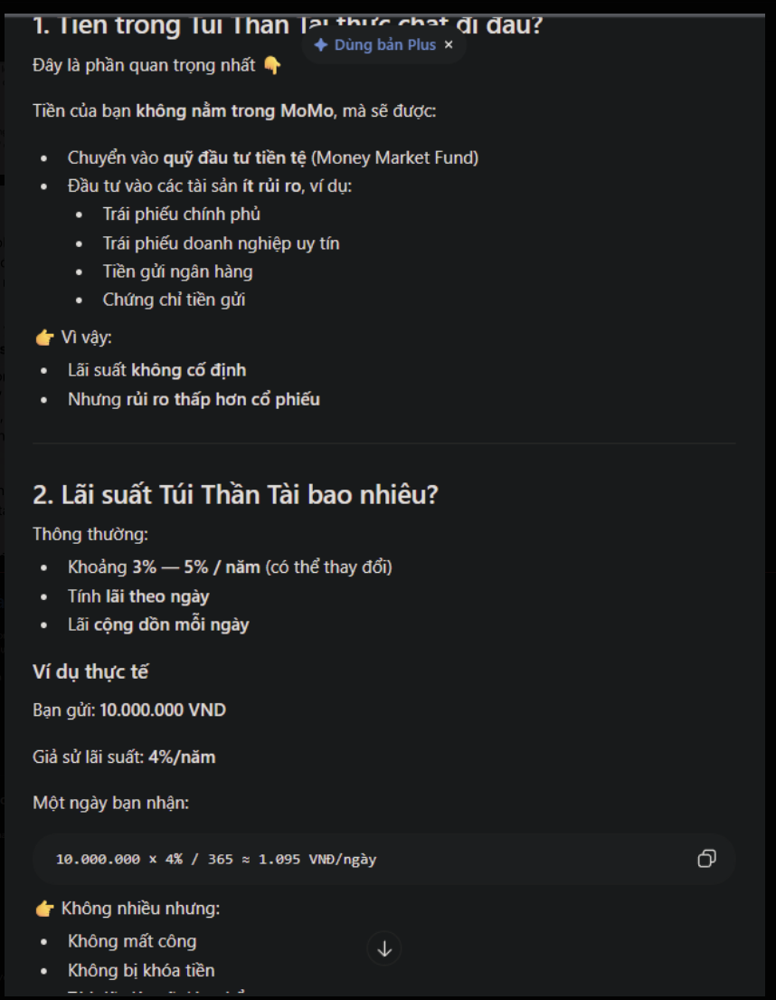 1. Tiền trong Túi Thần Tài thực chất đi đâu?
Dùng bản Plus ×
Đây là phần quan trọng nhất 👇
Tiền của bạn không nằm trong MoMo, mà sẽ được:
• Chuyển vào quỹ đầu tư tiền tệ (Money Market Fund)
• Đầu tư vào các tài sản ít rủi ro, ví dụ:
• Trái phiếu chính phủ
• Trái phiếu doanh nghiệp uy tín
• Tiền gửi ngân hàng
• Chứng chỉ tiền gửi
👉 Vì vậy:
• Lãi suất không cố định
• Nhưng rủi ro thấp hơn cổ phiếu
2. Lãi suất Túi Thần Tài bao nhiêu?
Thông thường:
• Khoảng 3% — 5% / năm (có thể thay đổi)
• Tính lãi theo ngày
• Lãi cộng dồn mỗi ngày
Ví dụ thực tế
Bạn gửi: 10.000.000 VND
Giả sử lãi suất: 4%/năm
Một ngày bạn nhận:
10.000.000 x 4% / 365 ≈ 1.095 VNĐ/ngày
👉 Không nhiều nhưng:
• Không mất công
• Không bị khóa tiền